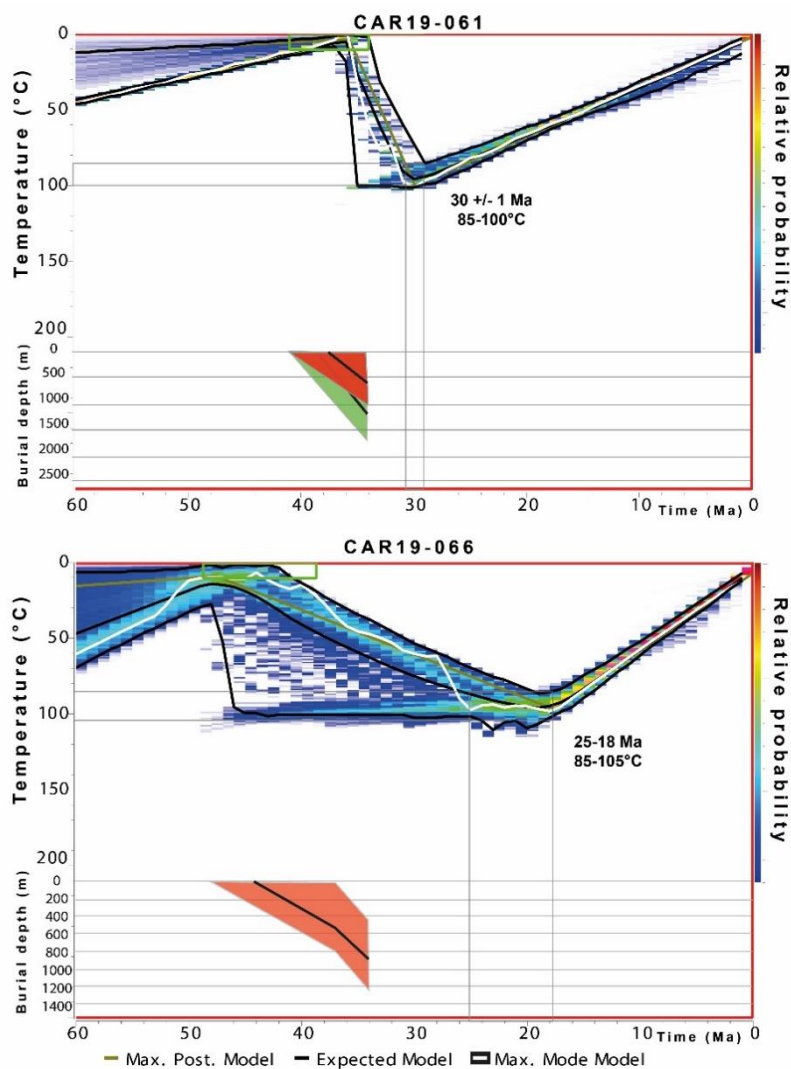 CAR19-061
0
50
100
150
200
Temperature (°C)
30 +/- 1 Ma
85-100°C
Relative probability
0
500
1000
1500
2000
2500
Burial depth (m)
60 50 40 30 20 10 Time (Ma) 0
CAR19-066
0
50
100
150
200
Temperature (°C)
25-18 Ma
85-105°C
Relative probability
0
200
400
600
800
1000
1200
1400
Burial depth (m)
60 50 40 30 20 10 Time (Ma) 0
Max. Post. Model Expected Model Max. Mode Model